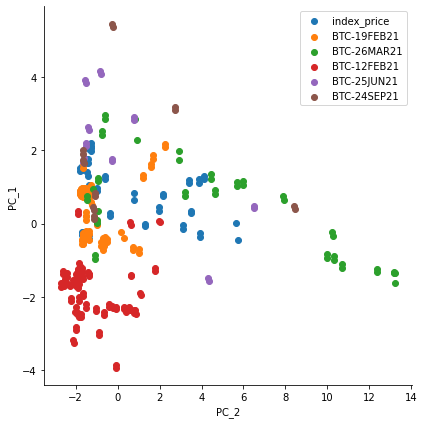 index_price
BTC-19FEB21
BTC-26MAR21
BTC-12FEB21
BTC-25JUN21
BTC-24SEP21
PC_1
4
2
0
−2
−4
−2 0 2 4 6 8 10 12 14
PC_2